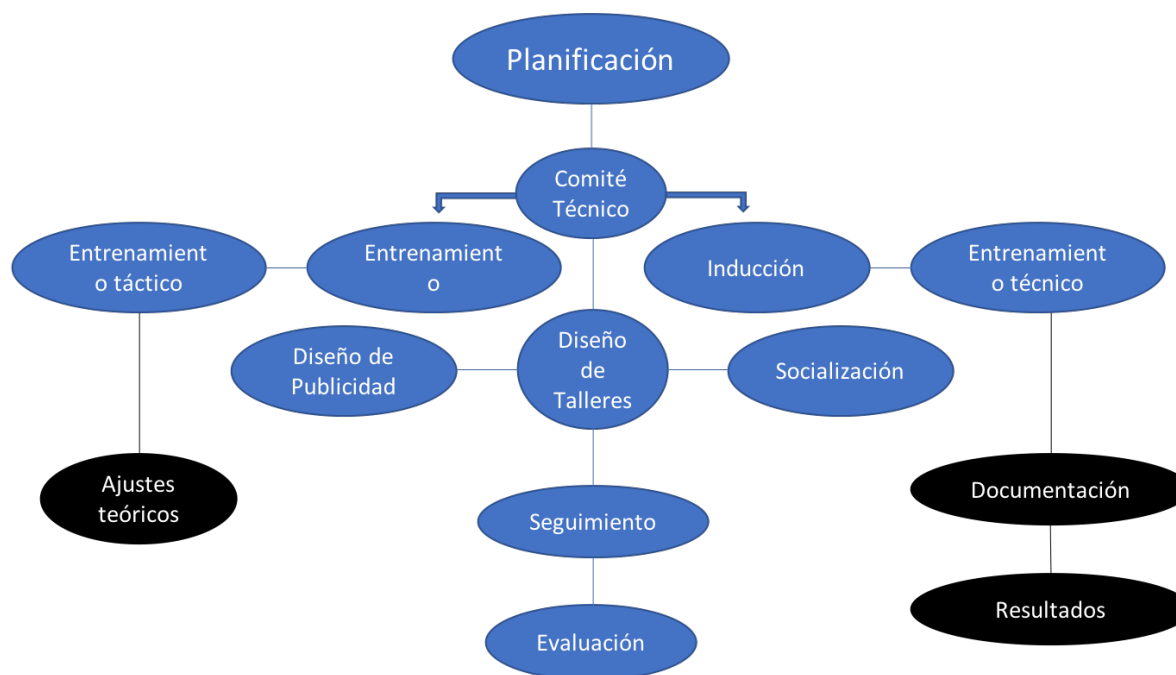 Planificación
Comité
Técnico
Entrenamient
o táctico
Entrenamient
o
Inducción
Entrenamient
o técnico
Diseño de
Publicidad
Diseño
de
Talleres
Socialización
Ajustes
teóricos
Seguimiento
Documentación
Evaluación
Resultados